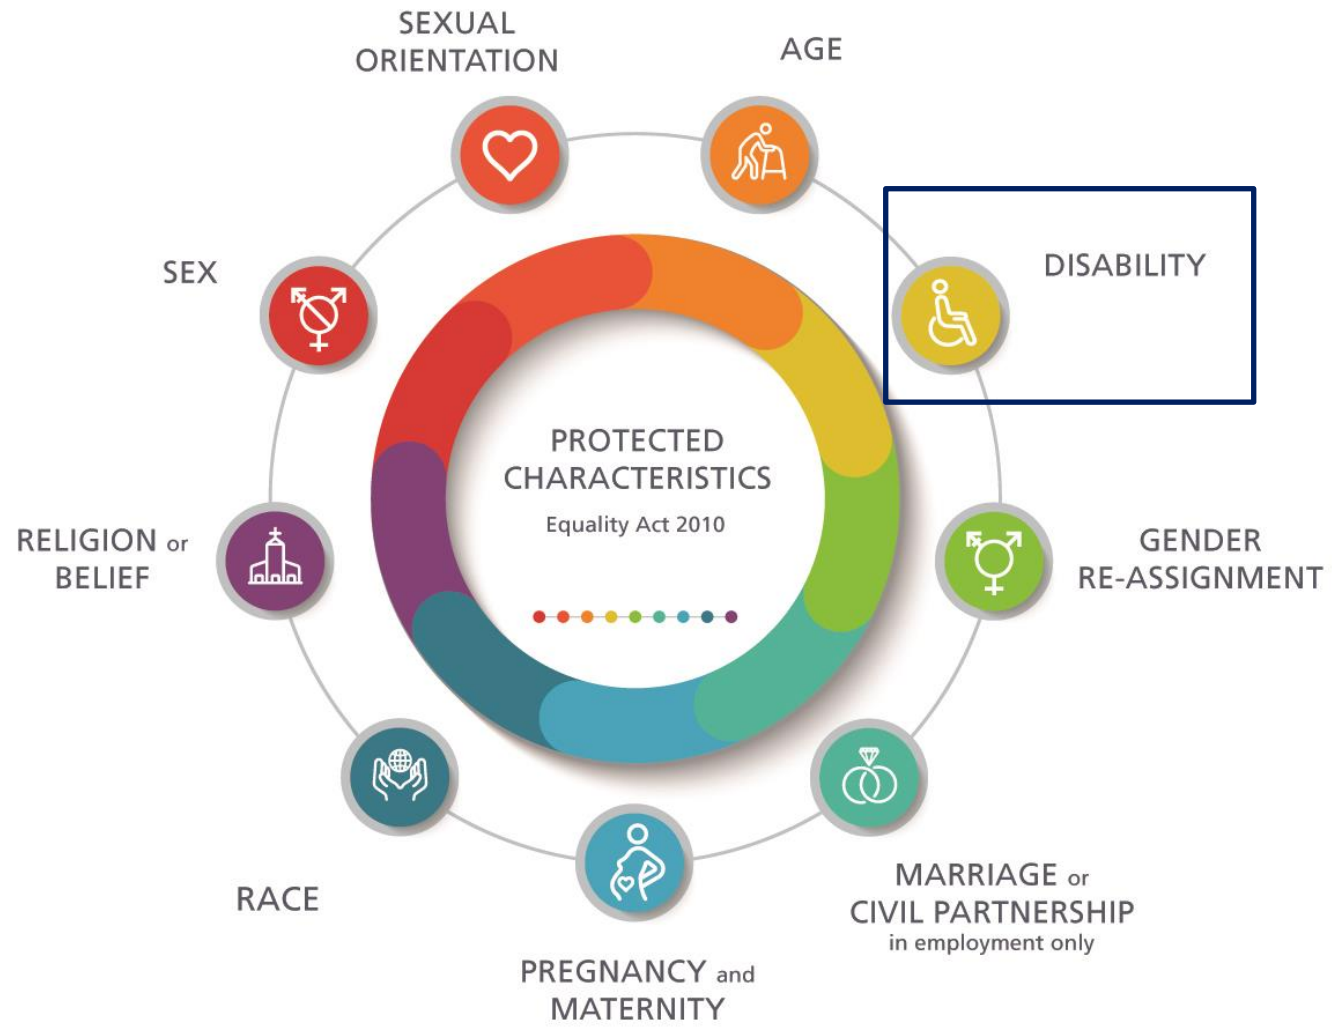 SEXUAL
ORIENTATION
AGE
DISABILITY
GENDER
RE-ASSIGNMENT
MARRIAGE or
CIVIL PARTNERSHIP
in employment only
PREGNANCY and
MATERNITY
RACE
RELIGION or
BELIEF
SEX
PROTECTED
CHARACTERISTICS
Equality Act 2010